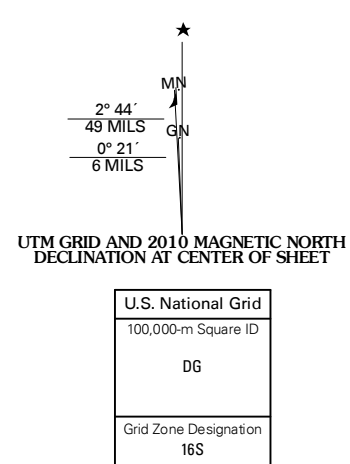 MN
2° 44´
49 MILS
GN
0° 21´
6 MILS
UTM GRID AND 2010 MAGNETIC NORTH
DECLINATION AT CENTER OF SHEET
U.S. National Grid
100,000-m Square ID
DG
Grid Zone Designation
16S